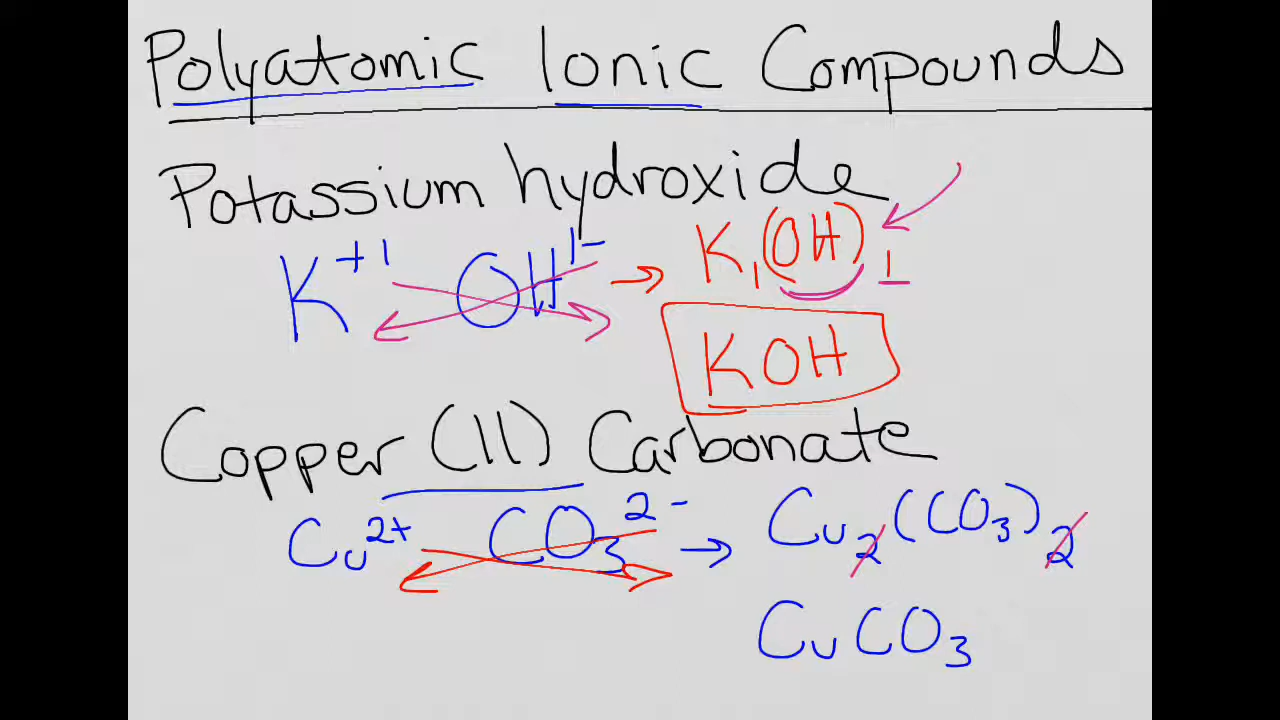 Polyatomic Ionic Compounds
Potassium hydroxide
K⁺¹ OH¹⁻ → K₁(OH)₁
KOH
Copper (II) Carbonate
Cu²⁺ CO₃²⁻ → Cu₂(CO₃)₂
CuCO₃